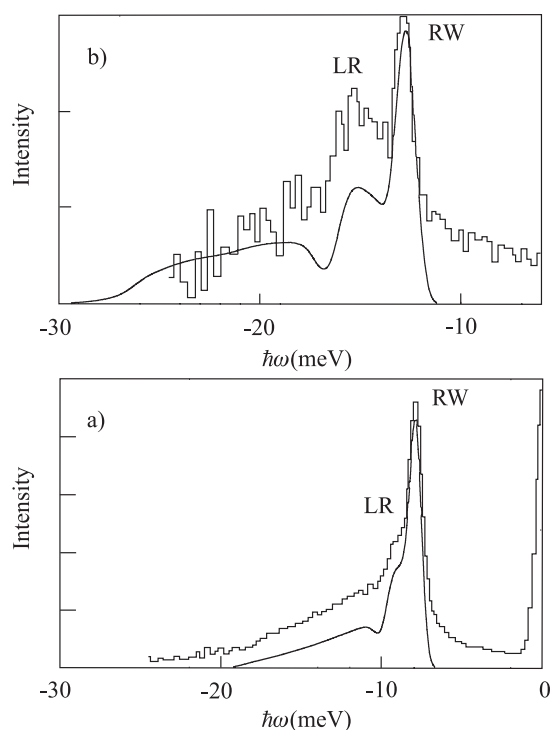 b)
LR
RW
Intensity
-30
-20
-10
ħω(meV)
a)
RW
LR
Intensity
-30
-20
-10
0
ħω(meV)